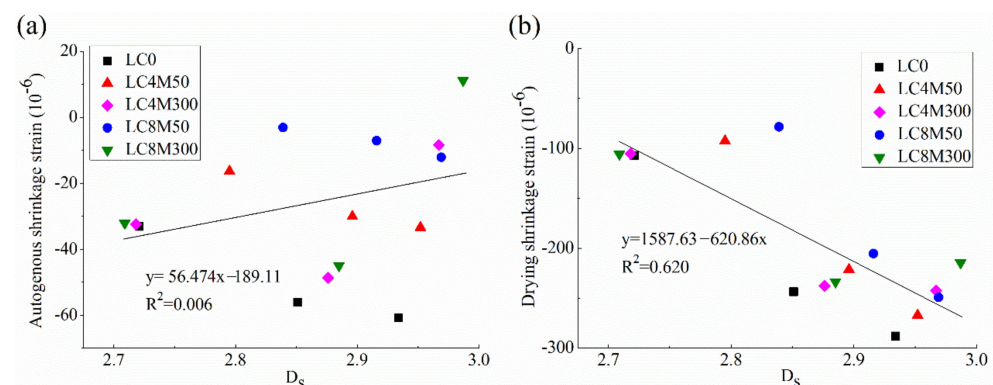 (a)
Autogenous shrinkage strain (10-6)
20
0
-20
-40
-60
LC0
LC4M50
LC4M300
LC8M50
LC8M300
y= 56.474x−189.11
R2=0.006
2.7 2.8 2.9 3.0
DS
(b)
Drying shrinkage strain (10-6)
0
-100
-200
-300
LC0
LC4M50
LC4M300
LC8M50
LC8M300
y=1587.63−620.86x
R2=0.620
2.7 2.8 2.9 3.0
DS